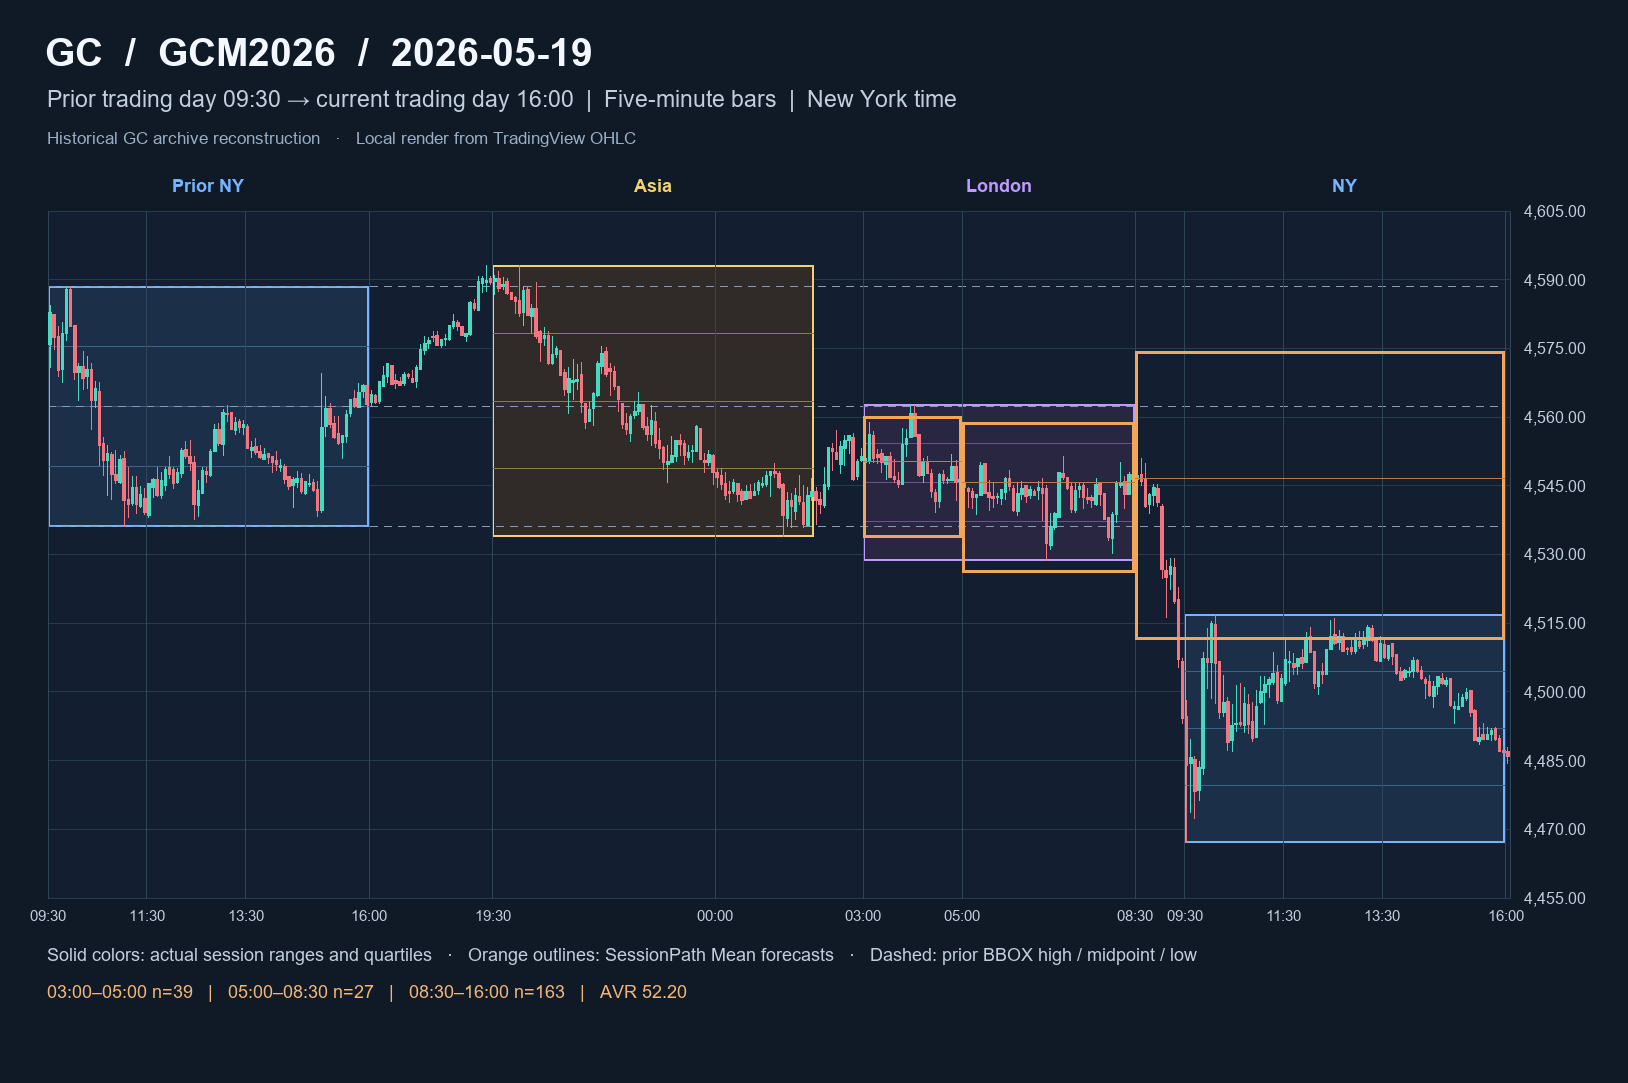 GC / GCM2026 / 2026-05-19
Prior trading day 09:30 → current trading day 16:00 | Five-minute bars | New York time
Historical GC archive reconstruction · Local render from TradingView OHLC
Prior NY Asia London NY
4,605.00
4,590.00
4,575.00
4,560.00
4,545.00
4,530.00
4,515.00
4,500.00
4,485.00
4,470.00
4,455.00
09:30 11:30 13:30 16:00 19:30 00:00 03:00 05:00 08:30 09:30 11:30 13:30 16:00
Solid colors: actual session ranges and quartiles · Orange outlines: SessionPath Mean forecasts · Dashed: prior BBOX high / midpoint / low
03:00–05:00 n=39 | 05:00–08:30 n=27 | 08:30–16:00 n=163 | AVR 52.20